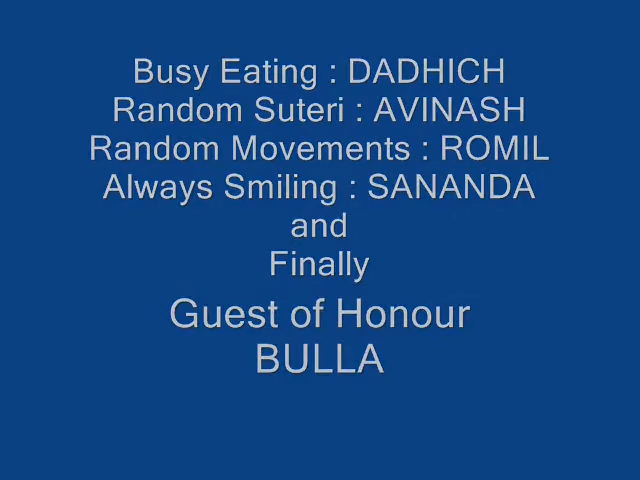 Busy Eating : DADHICH
Random Suteri : AVINASH
Random Movements : ROMIL
Always Smiling : SANANDA
and
Finally
Guest of Honour
BULLA